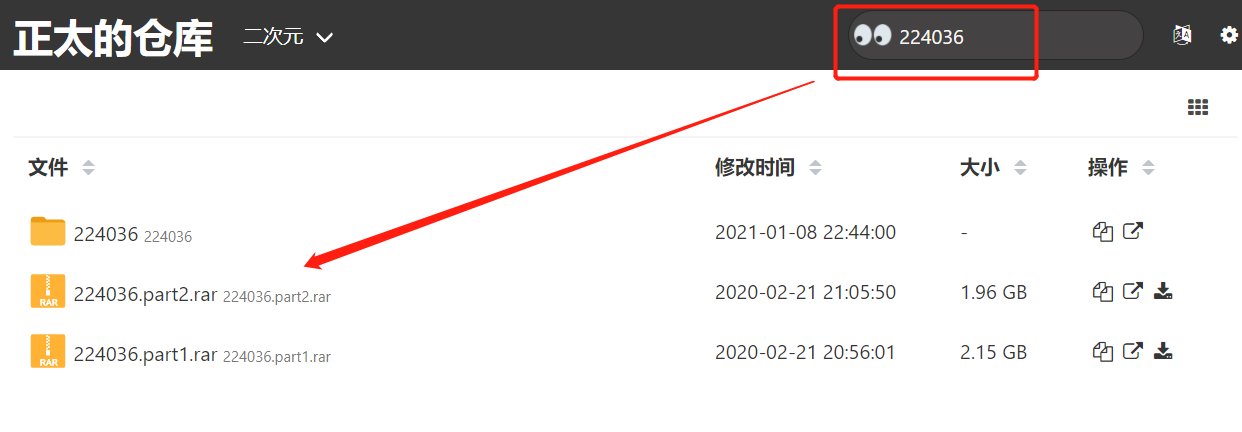 正太的仓库 二次元 👀 224036
文件 修改时间 大小 操作
224036 224036 2021-01-08 22:44:00 -
224036.part2.rar 224036.part2.rar 2020-02-21 21:05:50 1.96 GB
RAR
224036.part1.rar 224036.part1.rar 2020-02-21 20:56:01 2.15 GB
RAR